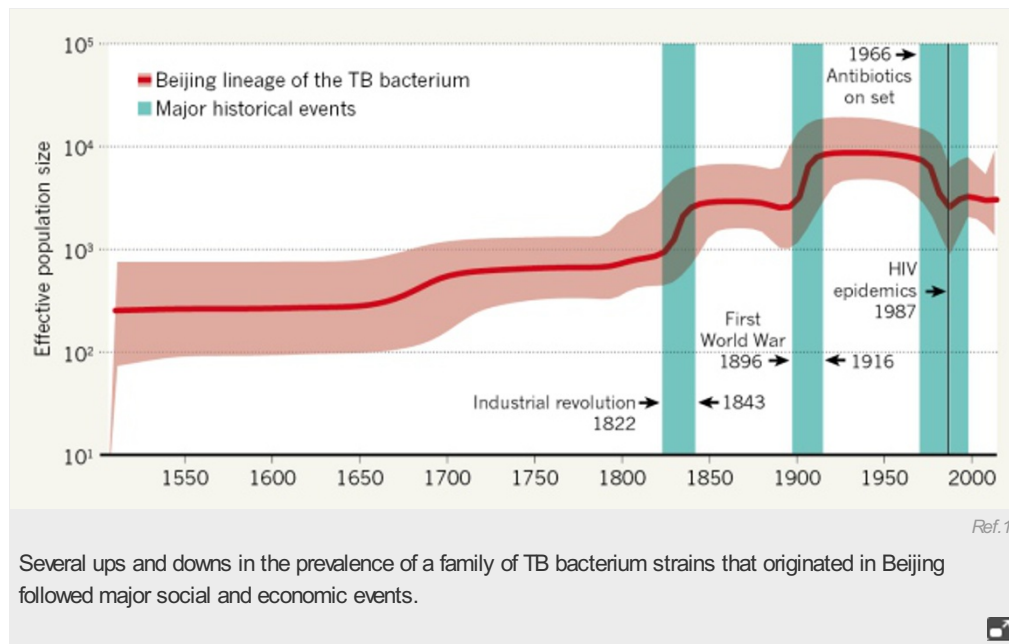 10⁵
10⁴
10³
10²
10¹
Effective population size
Beijing lineage of the TB bacterium
Major historical events
1966
Antibiotics
on set
HIV
epidemics
1987
First
World War
1896
1916
Industrial revolution
1822
1843
1550
1600
1650
1700
1750
1800
1850
1900
1950
2000
Ref.1
Several ups and downs in the prevalence of a family of TB bacterium strains that originated in Beijing
followed major social and economic events.